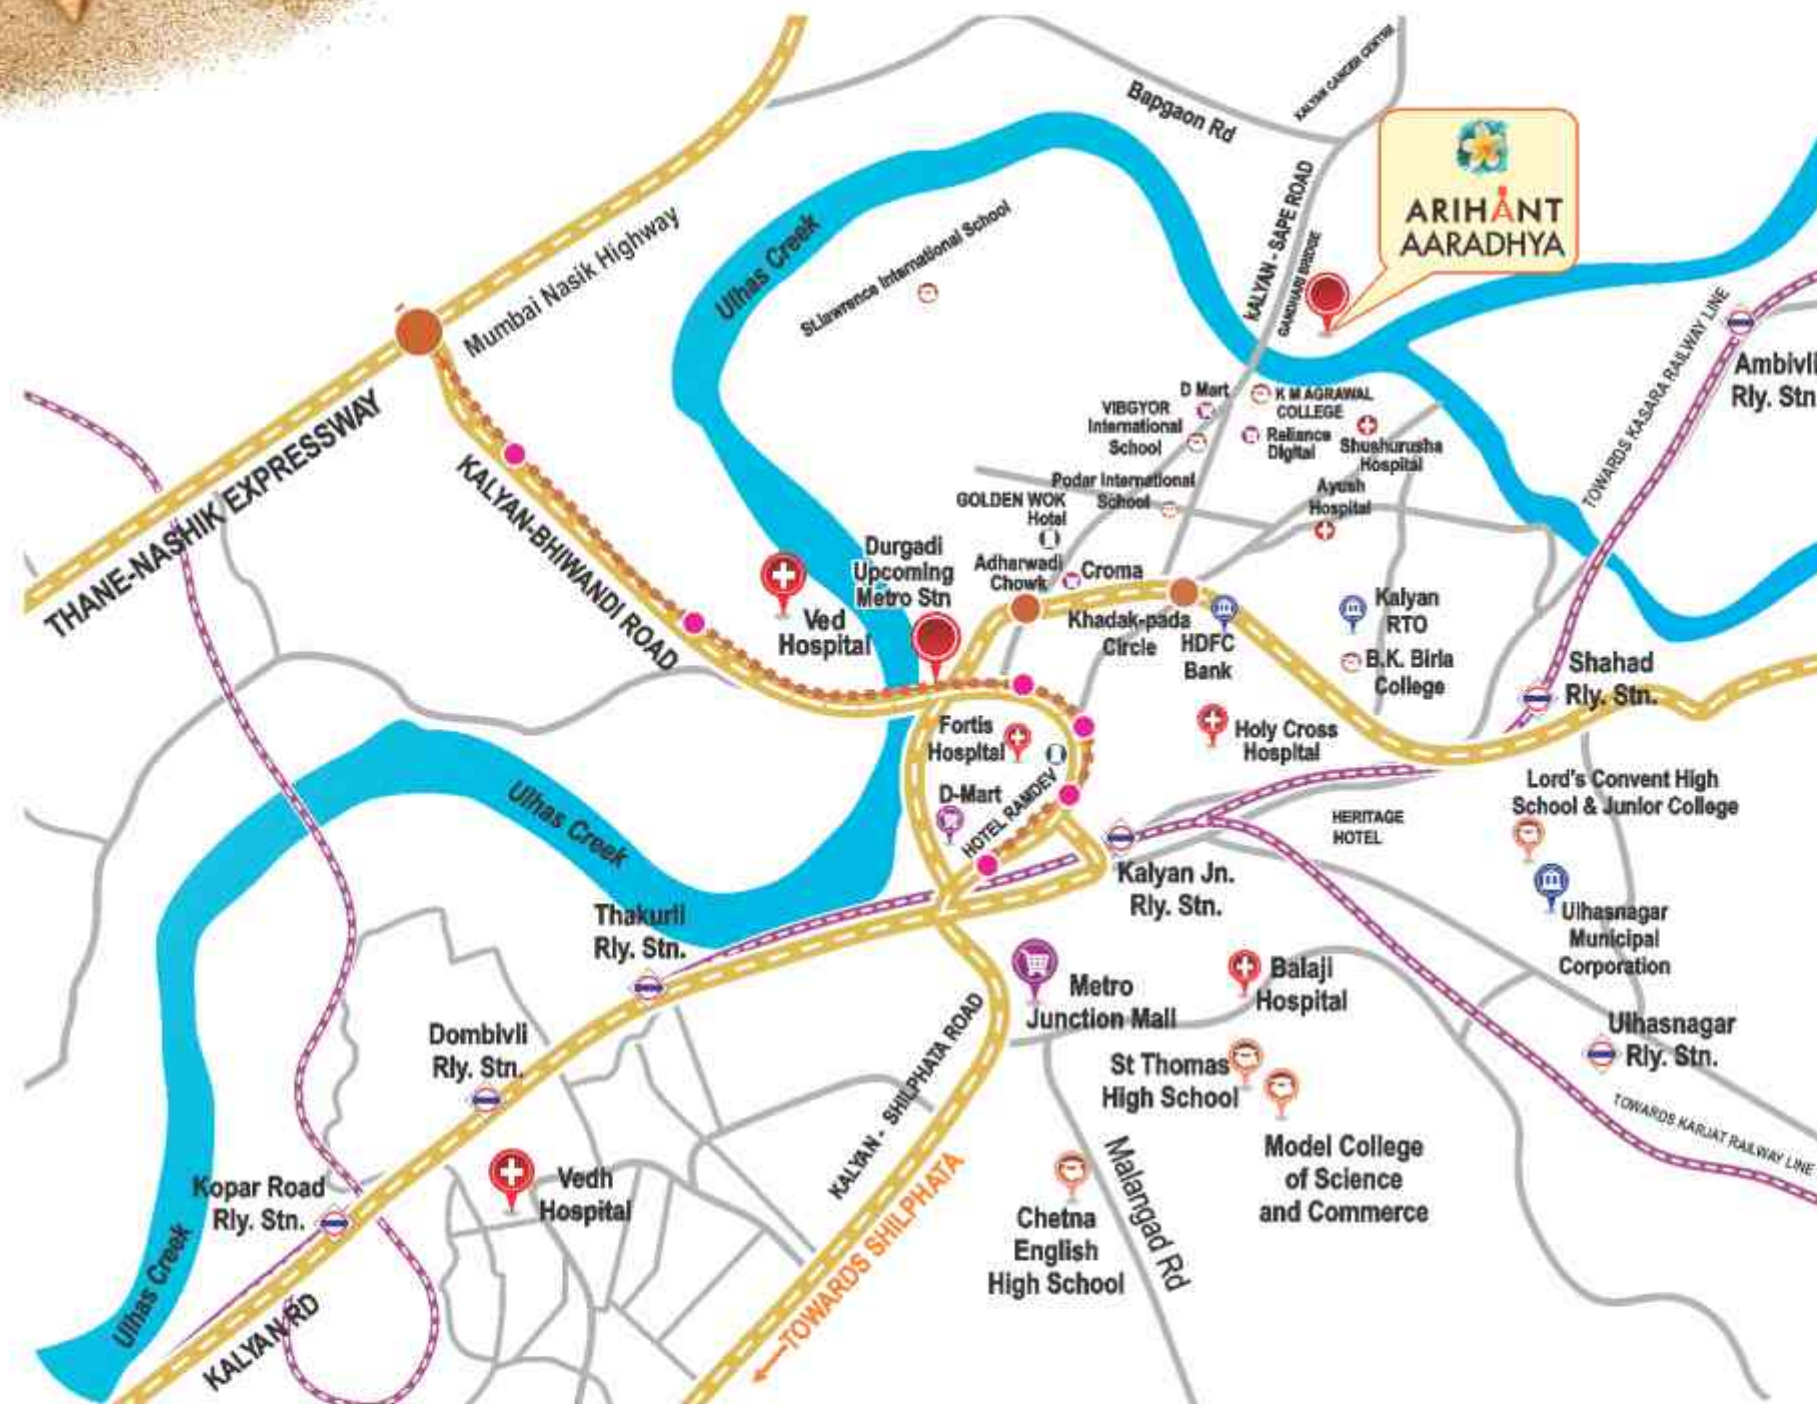 Bapgaon Rd
KALYAN CANCER CENTRE
ARIHANT
AARADHYA
KALYAN - SAPE ROAD
GANDHARI BRIDGE
Ulhas Creek
St.lawrence International School
Mumbai Nasik Highway
THANE-NASHIK EXPRESSWAY
KALYAN-BHIWANDI ROAD
TOWARDS KASARA RAILWAY LINE
Ambivli
Rly. Stn
D Mart
K M AGRAWAL
COLLEGE
VIBGYOR
International
School
Reliance
Digital
Shushurusha
Hospital
Podar International
School
Ayush
Hospital
GOLDEN WOK
Hotel
Durgadi
Upcoming
Metro Stn
Adharwadi
Chowk
Croma
Ved
Hospital
Khadak-pada
Circle
HDFC
Bank
Kalyan
RTO
B.K. Birla
College
Shahad
Rly. Stn.
Fortis
Hospital
Holy Cross
Hospital
D-Mart
HOTEL RAMDEV
HERITAGE
HOTEL
Lord's Convent High
School & Junior College
Ulhas Creek
Kalyan Jn.
Rly. Stn.
Thakurli
Rly. Stn.
Ulhasnagar
Municipal
Corporation
Metro
Junction Mall
Balaji
Hospital
Dombivli
Rly. Stn.
KALYAN - SHILPHATA ROAD
St Thomas
High School
Ulhasnagar
Rly. Stn.
TOWARDS KARJAT RAILWAY LINE
Model College
of Science
and Commerce
Malangad Rd
Kopar Road
Rly. Stn.
Vedh
Hospital
Chetna
English
High School
TOWARDS SHILPHATA
Ulhas Creek
KALYAN RD